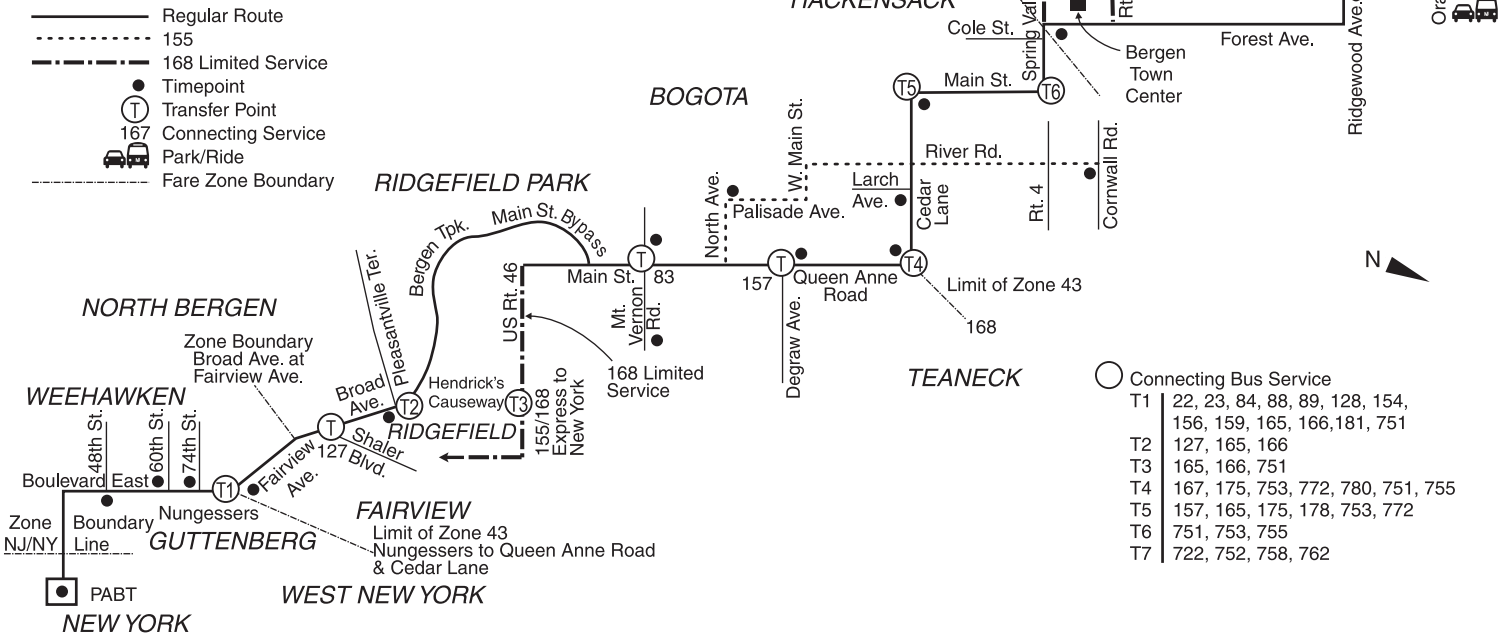 Regular Route
155
168 Limited Service
Timepoint
T
Transfer Point
167 Connecting Service
Park/Ride
Fare Zone Boundary
HACKENSACK
Cole St.
Forest Ave.
Ridgewood Ave.
Bergen
Town
Center
T5
Main St.
T6
BOGOTA
W. Main St.
River Rd.
Cornwall Rd.
Rt. 4
Larch
Ave.
Cedar
Lane
RIDGEFIELD PARK
North Ave.
Palisade Ave.
Bergen Tpk.
Main St. Bypass
Main St.
T
83
T
157
Queen Anne
Road
T4
Limit of Zone 43
168
N
Pleasantville Ter.
US Rt. 46
Mt.
Vernon
Rd.
Degraw Ave.
168 Limited
Service
TEANECK
NORTH BERGEN
Zone Boundary
Broad Ave. at
Fairview Ave.
Broad
Ave.
T2
Hendrick's
Causeway
T3
155/168
Express to
New York
RIDGEFIELD
T
127
Shaler
Blvd.
WEEHAWKEN
48th St.
60th St.
74th St.
Boulevard East
T1
Fairview
Ave.
Nungessers
FAIRVIEW
Limit of Zone 43
Nungessers to Queen Anne Road
& Cedar Lane
Zone Boundary
NJ/NY Line
GUTTENBERG
PABT
WEST NEW YORK
NEW YORK
Connecting Bus Service
T1 22, 23, 84, 88, 89, 128, 154,
156, 159, 165, 166,181, 751
T2 127, 165, 166
T3 165, 166, 751
T4 167, 175, 753, 772, 780, 751, 755
T5 157, 165, 175, 178, 753, 772
T6 751, 753, 755
T7 722, 752, 758, 762